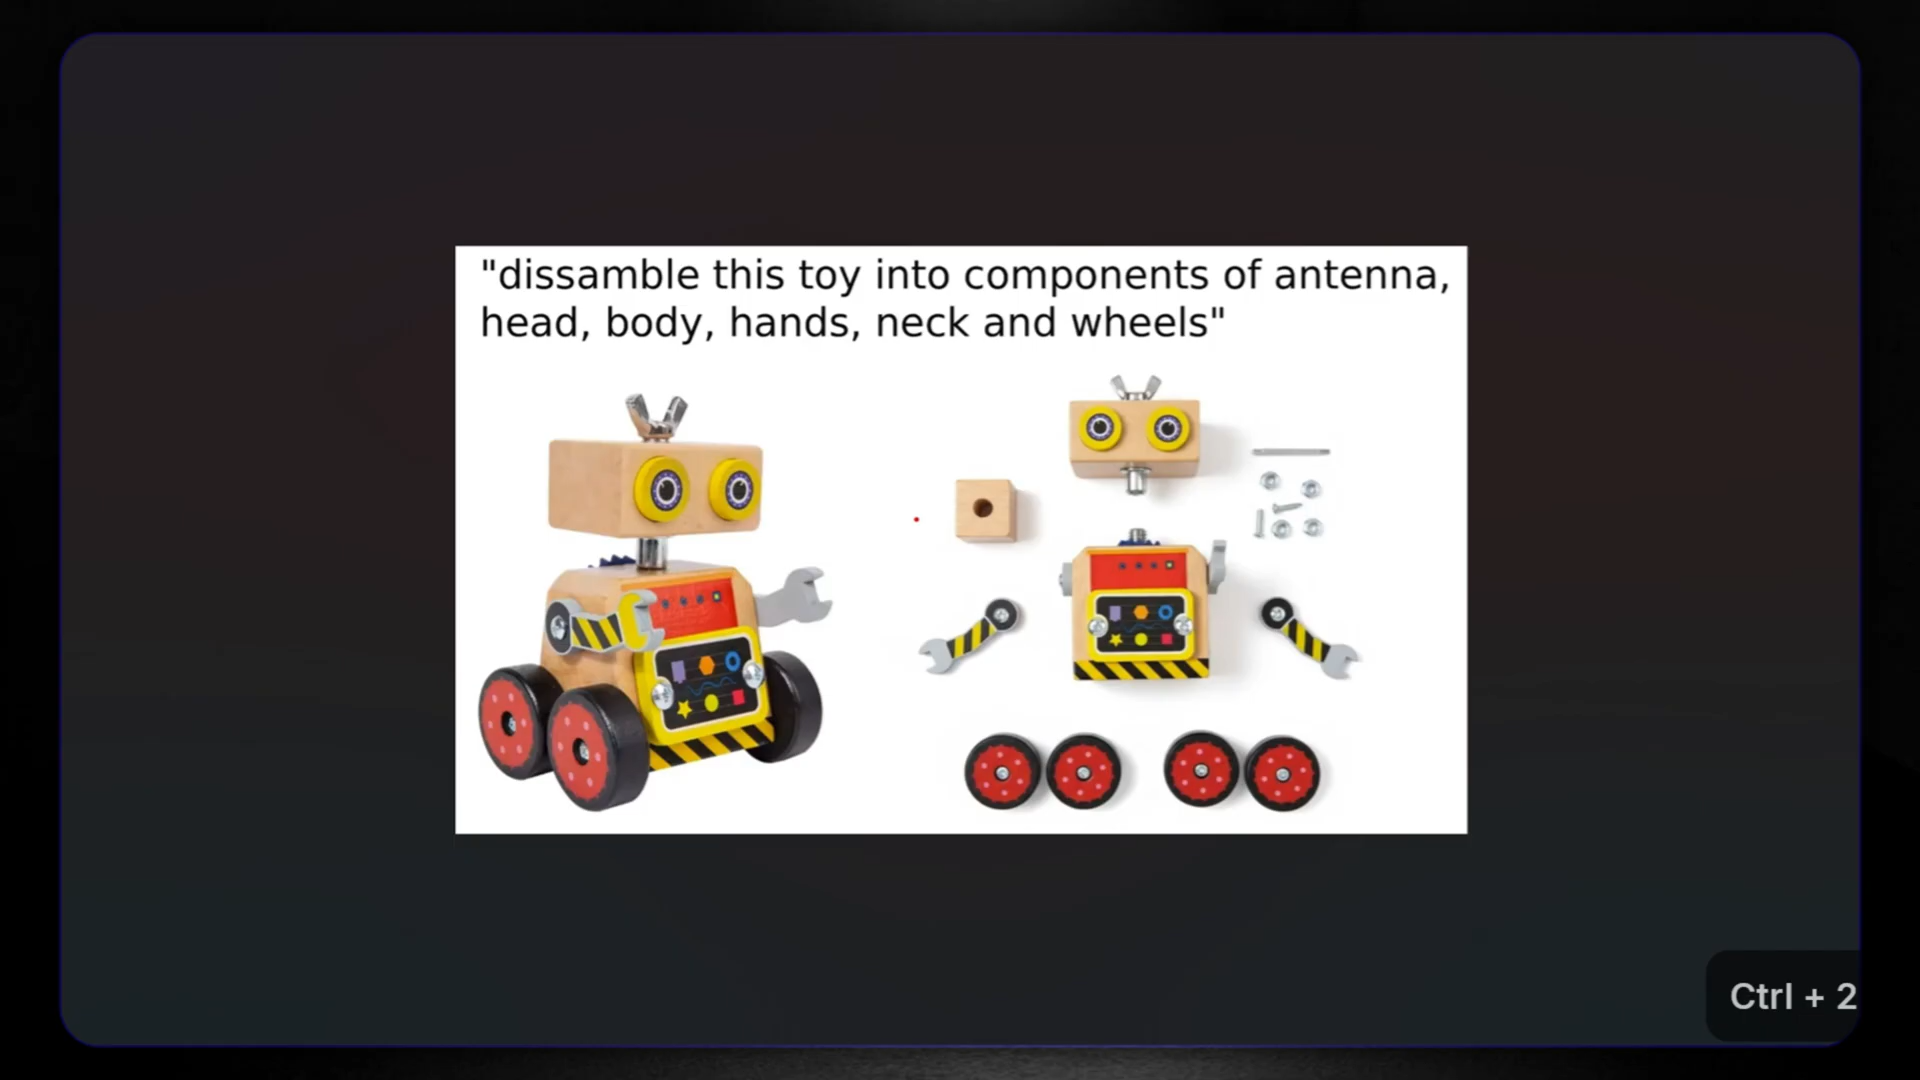 "dissamble this toy into components of antenna,
head, body, hands, neck and wheels"
Ctrl + 2